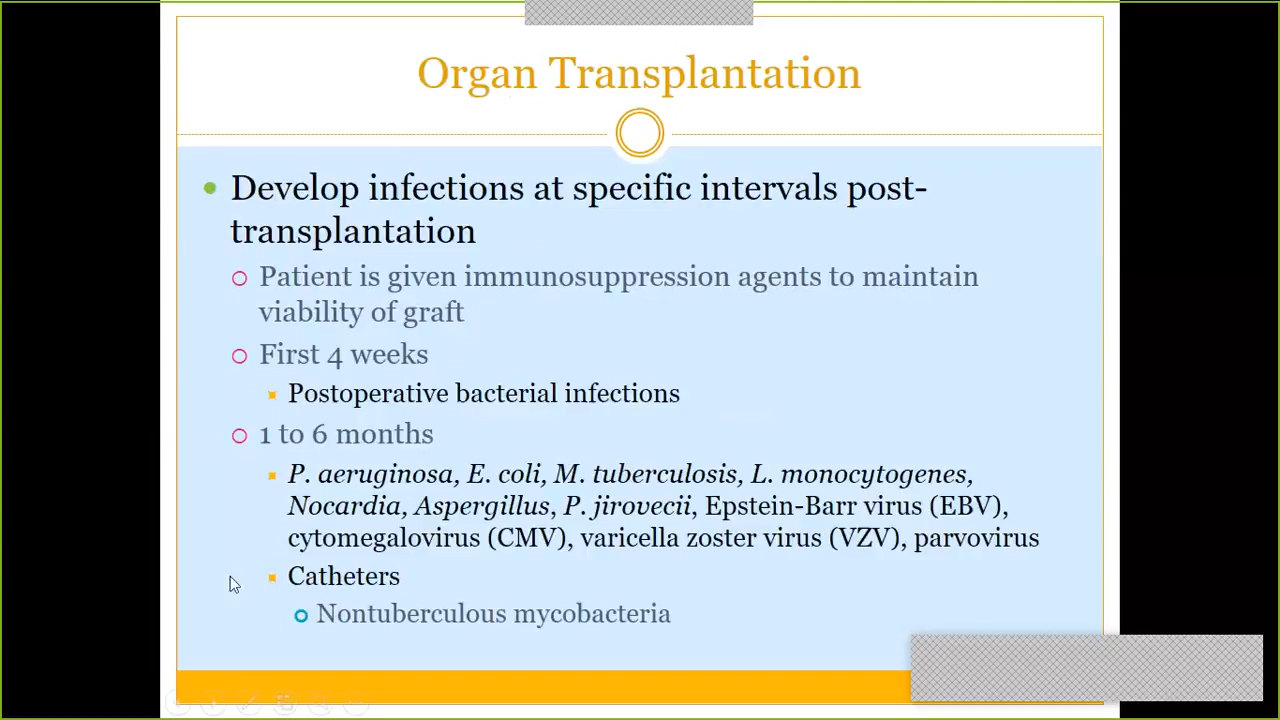 Organ Transplantation
Develop infections at specific intervals post-
transplantation
Patient is given immunosuppression agents to maintain
viability of graft
First 4 weeks
Postoperative bacterial infections
1 to 6 months
P. aeruginosa, E. coli, M. tuberculosis, L. monocytogenes,
Nocardia, Aspergillus, P. jirovecii, Epstein-Barr virus (EBV),
cytomegalovirus (CMV), varicella zoster virus (VZV), parvovirus
Catheters
Nontuberculous mycobacteria